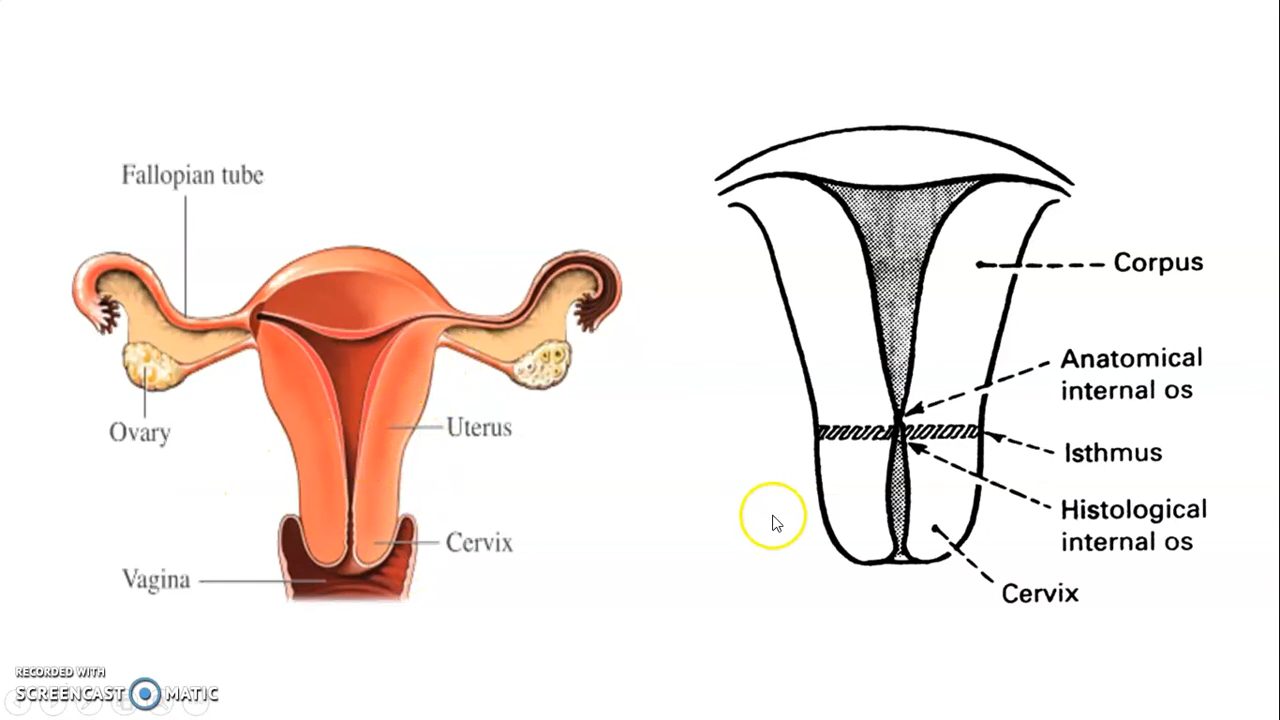 Fallopian tube
Ovary
Uterus
Cervix
Vagina
Corpus
Anatomical
internal os
Isthmus
Histological
internal os
Cervix
RECORDED WITH
SCREENCAST MATIC